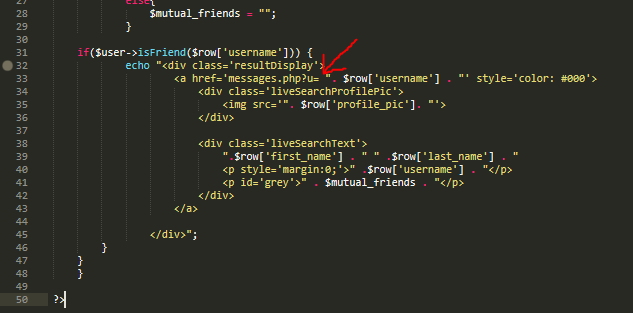 27 else{
28 $mutual_friends = "";
29 }
30
31 if($user->isFriend($row['username'])) {
32 echo "<div class='resultDisplay'>
33 <a href='messages.php?u= ". $row['username'] . "' style='color: #000'>
34 <div class='liveSearchProfilePic'>
35 <img src='". $row['profile_pic']. "'>
36 </div>
37
38 <div class='liveSearchText'>
39 ".$row['first_name'] . " " .$row['last_name'] . "
40 <p style='margin:0;'>" .$row['username'] . "</p>
41 <p id='grey'>" . $mutual_friends . "</p>
42 </div>
43 </a>
44
45 </div>";
46 }
47 }
48 }
49
50 ?>